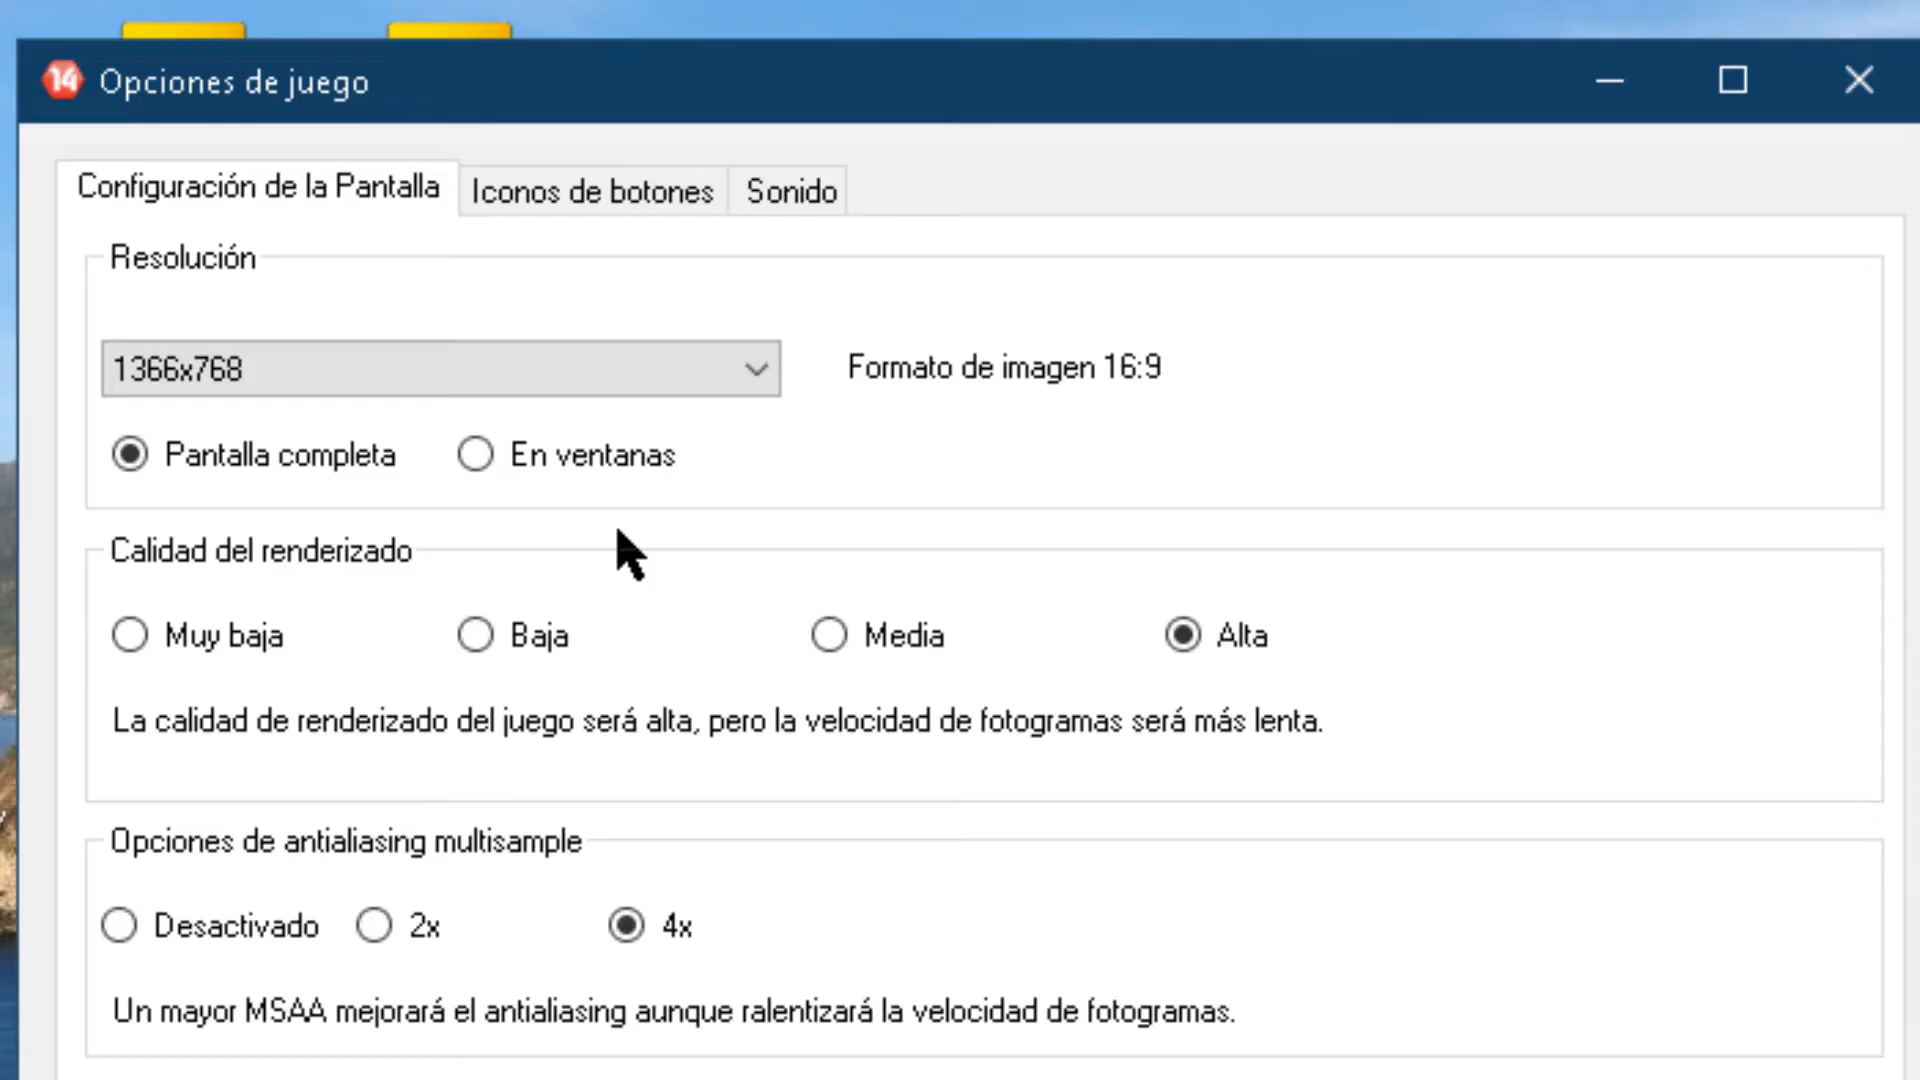 14 Opciones de juego
Configuración de la Pantalla Iconos de botones Sonido
Resolución
1366x768 Formato de imagen 16:9
Pantalla completa En ventanas
Calidad del renderizado
Muy baja Baja Media Alta
La calidad de renderizado del juego será alta, pero la velocidad de fotogramas será más lenta.
Opciones de antialiasing multisample
Desactivado 2x 4x
Un mayor MSAA mejorará el antialiasing aunque ralentizará la velocidad de fotogramas.